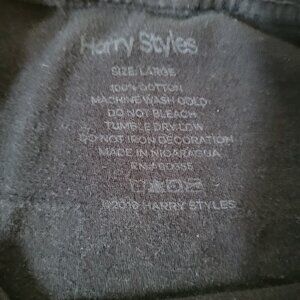 Harry Styles
SIZE: LARGE
100% COTTON
MACHINE WASH COLD
DO NOT BLEACH
TUMBLE DRY LOW
DO NOT IRON DECORATION
MADE IN NICARAGUA
©2018 HARRY STYLES